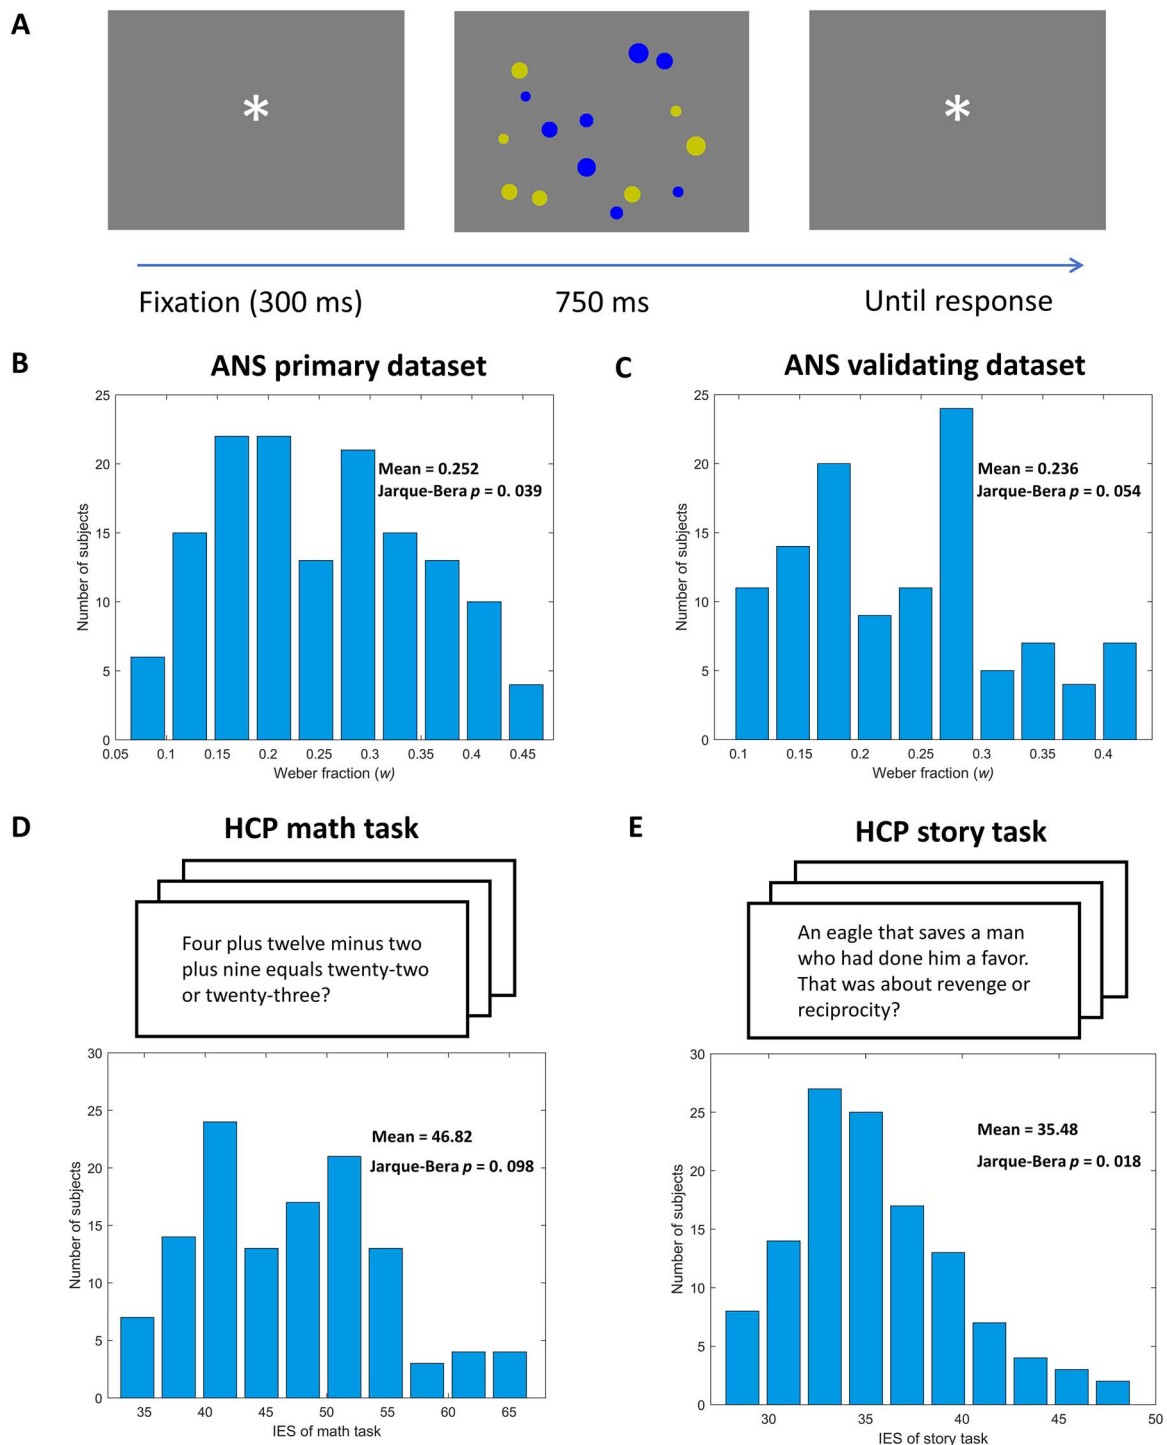 A
*
*
Fixation (300 ms)
750 ms
Until response
B
ANS primary dataset
25
20
15
10
5
0
Number of subjects
Mean = 0.252
Jarque-Bera p = 0. 039
0.05 0.1 0.15 0.2 0.25 0.3 0.35 0.4 0.45
Weber fraction (w)
C
ANS validating dataset
25
20
15
10
5
0
Number of subjects
Mean = 0.236
Jarque-Bera p = 0. 054
0.1 0.15 0.2 0.25 0.3 0.35 0.4
Weber fraction (w)
D
HCP math task
Four plus twelve minus two
plus nine equals twenty-two
or twenty-three?
30
25
20
15
10
5
0
Number of subjects
Mean = 46.82
Jarque-Bera p = 0. 098
35 40 45 50 55 60 65
IES of math task
E
HCP story task
An eagle that saves a man
who had done him a favor.
That was about revenge or
reciprocity?
30
25
20
15
10
5
0
Number of subjects
Mean = 35.48
Jarque-Bera p = 0. 018
30 35 40 45 50
IES of story task